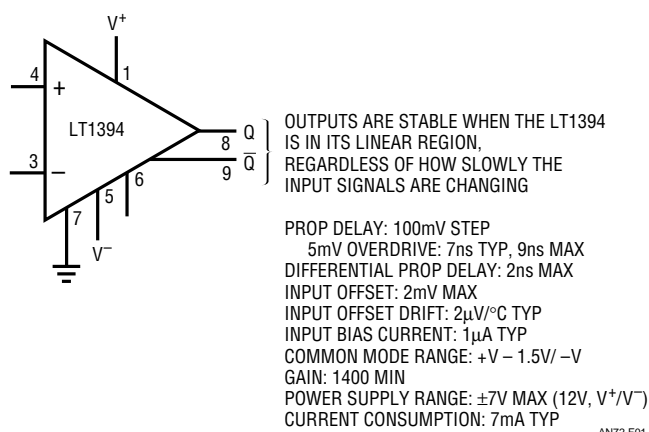 V+
4
+
1
LT1394
Q
8
3
–
Q̅
9
6
5
7
V–
OUTPUTS ARE STABLE WHEN THE LT1394
IS IN ITS LINEAR REGION,
REGARDLESS OF HOW SLOWLY THE
INPUT SIGNALS ARE CHANGING
PROP DELAY: 100mV STEP
5mV OVERDRIVE: 7ns TYP, 9ns MAX
DIFFERENTIAL PROP DELAY: 2ns MAX
INPUT OFFSET: 2mV MAX
INPUT OFFSET DRIFT: 2µV/°C TYP
INPUT BIAS CURRENT: 1µA TYP
COMMON MODE RANGE: +V – 1.5V/ –V
GAIN: 1400 MIN
POWER SUPPLY RANGE: ±7V MAX (12V, V+/V–)
CURRENT CONSUMPTION: 7mA TYP